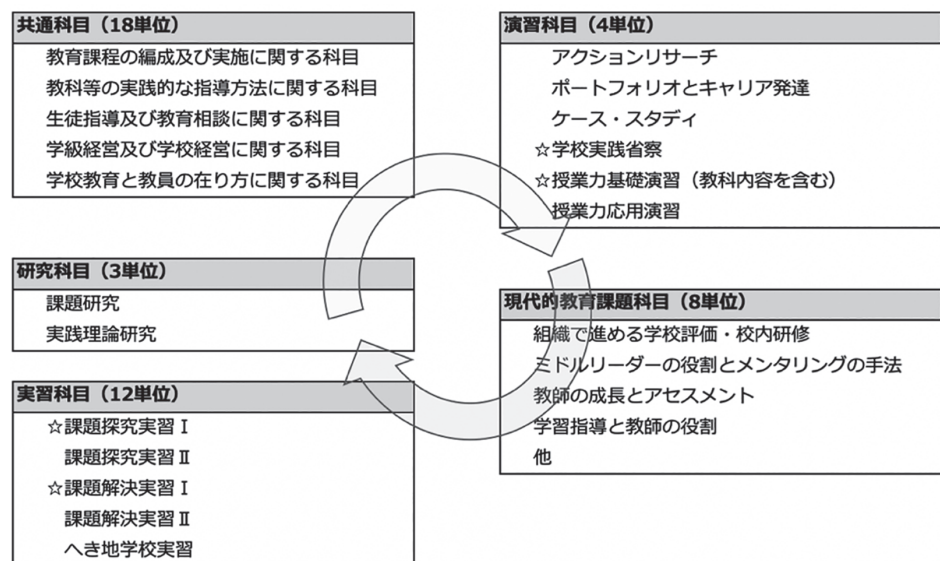 共通科目（18単位）
教育課程の編成及び実施に関する科目
教科等の実践的な指導方法に関する科目
生徒指導及び教育相談に関する科目
学級経営及び学校経営に関する科目
学校教育と教員の在り方に関する科目
研究科目（3単位）
課題研究
実践理論研究
実習科目（12単位）
☆課題探究実習Ⅰ
課題探究実習Ⅱ
☆課題解決実習Ⅰ
課題解決実習Ⅱ
へき地学校実習
演習科目（4単位）
アクションリサーチ
ポートフォリオとキャリア発達
ケース・スタディ
☆学校実践省察
☆授業力基礎演習（教科内容を含む）
授業力応用演習
現代的教育課題科目（8単位）
組織で進める学校評価・校内研修
ミドルリーダーの役割とメンタリングの手法
教師の成長とアセスメント
学習指導と教師の役割
他